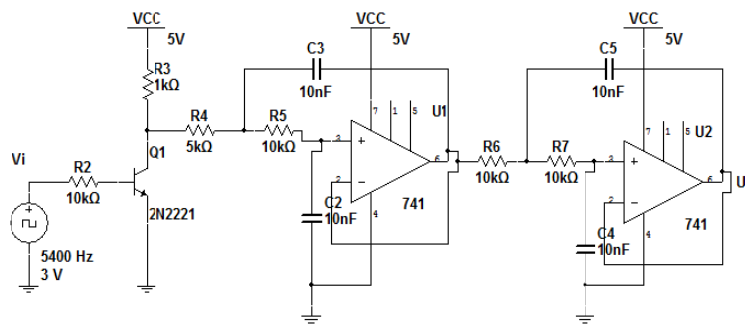 VCC
5V
R3
1kΩ
R4
5kΩ
C3
10nF
R5
10kΩ
VCC
5V
7
1
5
U1
3
2
6
4
741
C2
10nF
Vi
R2
10kΩ
Q1
2N2221
5400 Hz
3 V
R6
10kΩ
C5
10nF
R7
10kΩ
VCC
5V
7
1
5
U2
3
2
6
4
741
C4
10nF
U